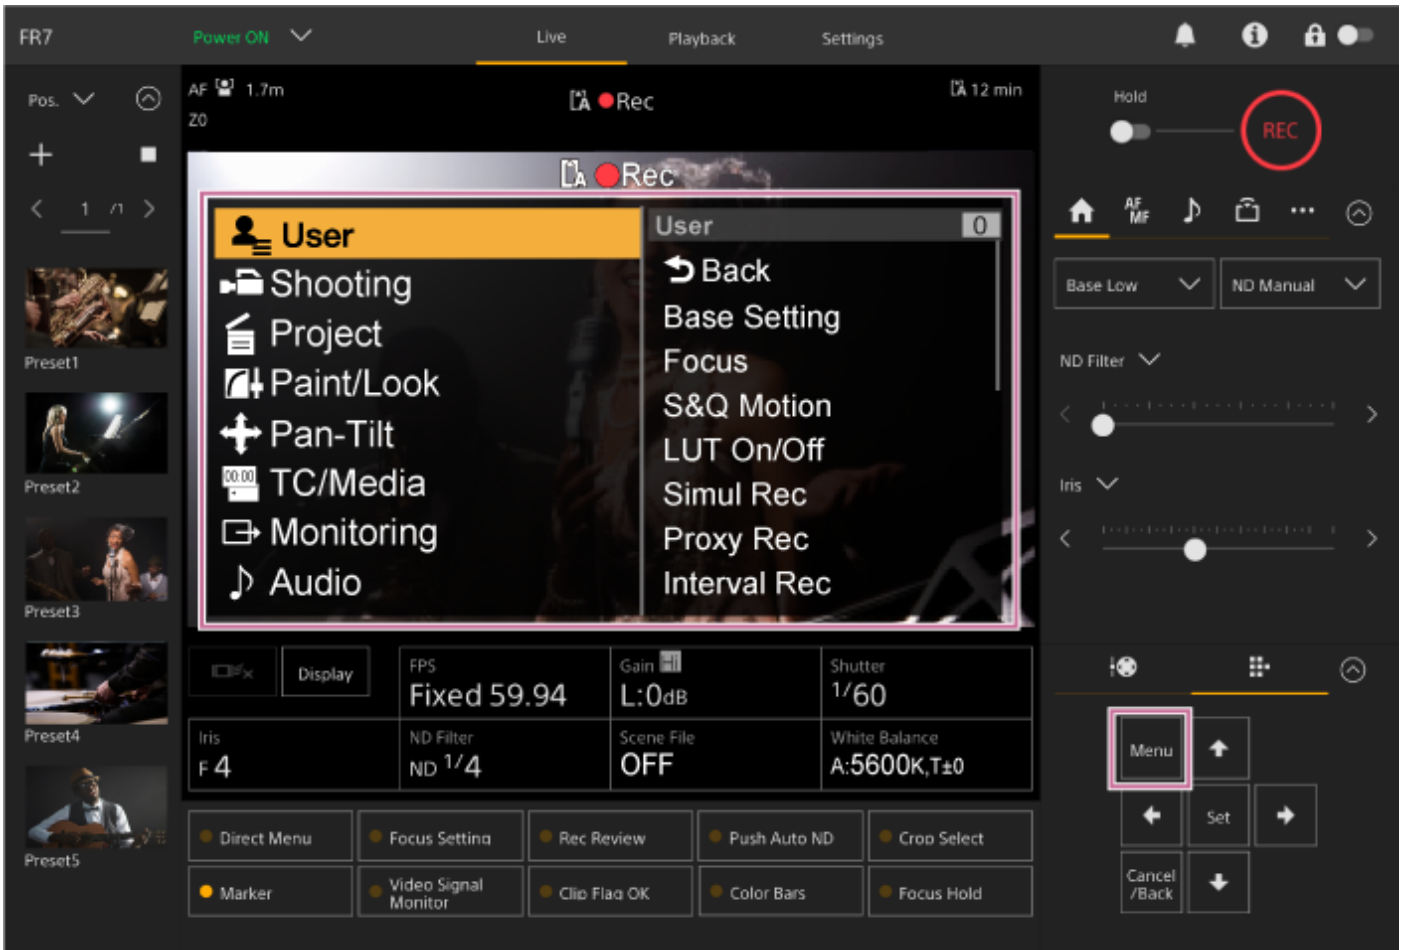 FR7
Power ON
Live
Playback
Settings
Pos.
1 /1
Preset1
Preset2
Preset3
Preset4
Preset5
AF 1.7m
Z0
A Rec
A 12 min
A Rec
User
Shooting
Project
Paint/Look
Pan-Tilt
00:00 TC/Media
Monitoring
Audio
User 0
Back
Base Setting
Focus
S&Q Motion
LUT On/Off
Simul Rec
Proxy Rec
Interval Rec
Display
FPS
Fixed 59.94
Gain Hi
L:0dB
Shutter
1/60
Iris
F 4
ND Filter
ND 1/4
Scene File
OFF
White Balance
A:5600K,T±0
Direct Menu
Focus Setting
Rec Review
Push Auto ND
Crop Select
Marker
Video Signal
Monitor
Clip Flag OK
Color Bars
Focus Hold
Hold
REC
AF
MF
Base Low
ND Manual
ND Filter
Iris
Menu
Set
Cancel
/Back